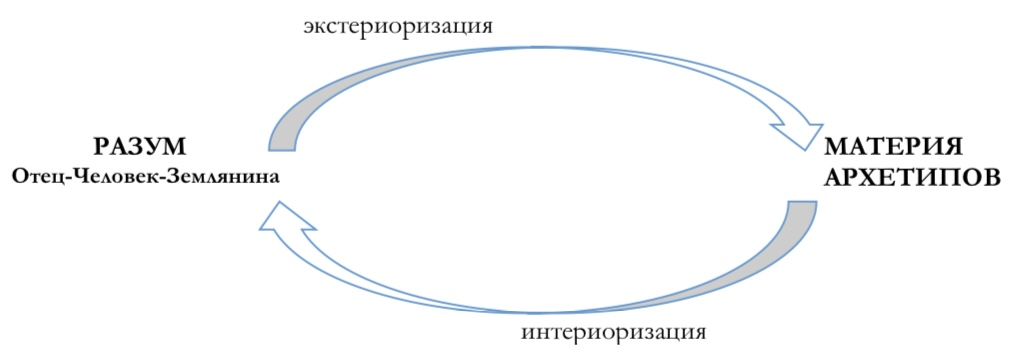 экстериоризация
РАЗУМ
Отец-Человек-Землянина
МАТЕРИЯ
АРХЕТИПОВ
интериоризация